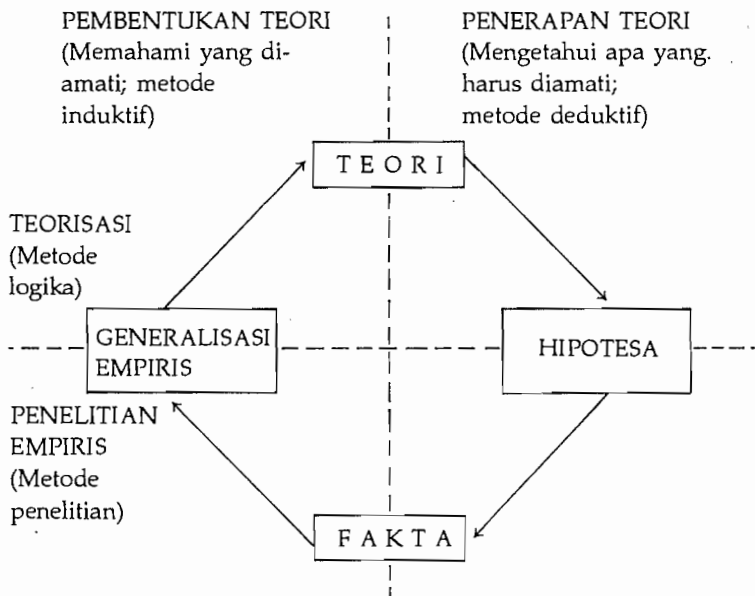 PEMBENTUKAN TEORI
(Memahami yang di-
amati; metode
induktif)
PENERAPAN TEORI
(Mengetahui apa yang.
harus diamati;
metode deduktif)
TEORI
TEORISASI
(Metode
logika)
GENERALISASI
EMPIRIS
HIPOTESA
PENELITIAN
EMPIRIS
(Metode
penelitian)
FAKTA